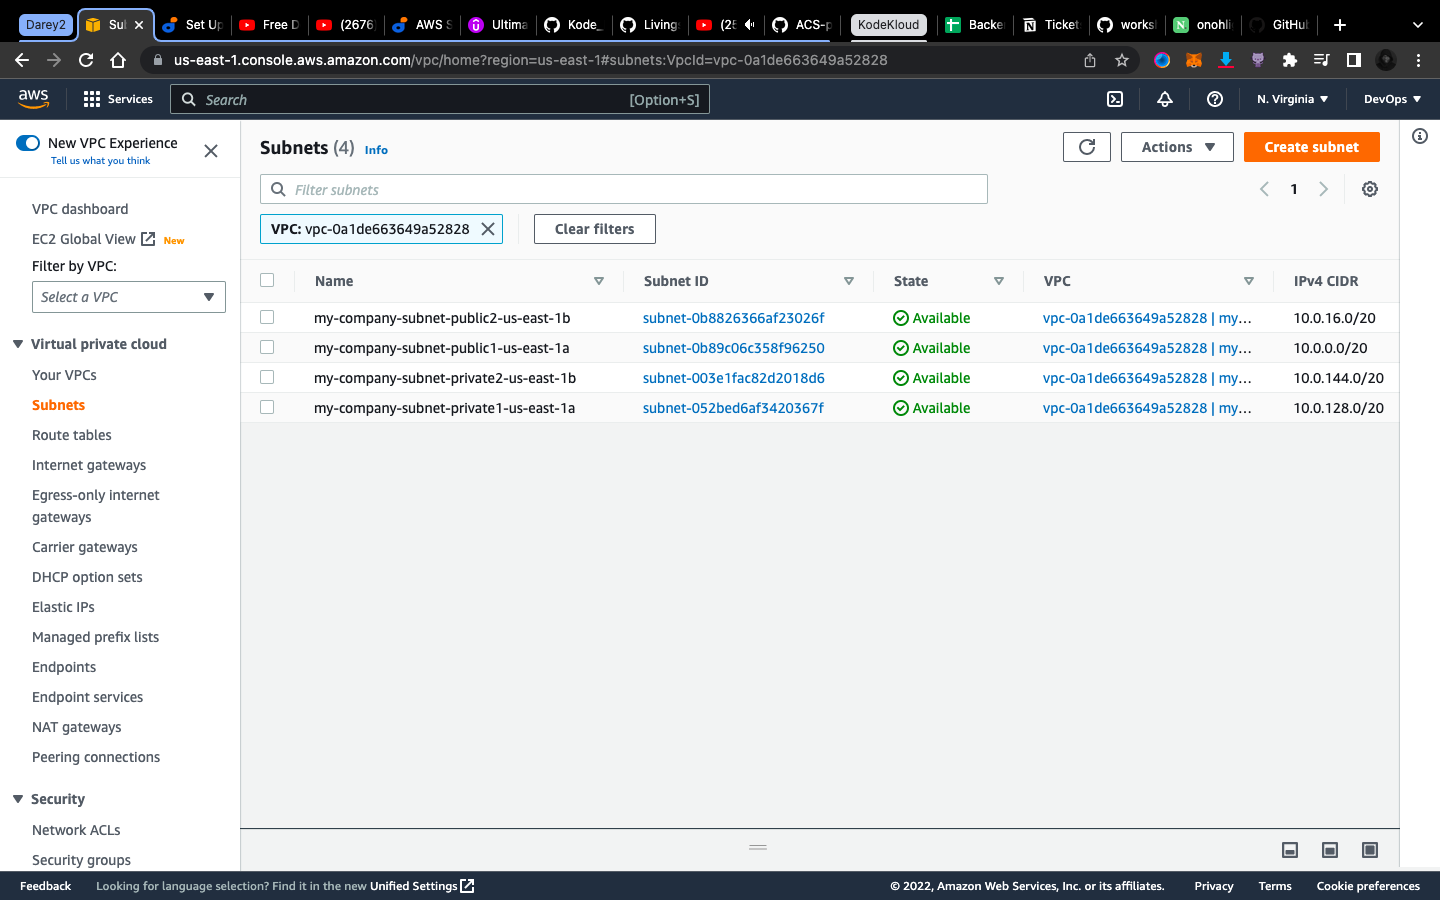 Darey2
Sul
Set Up
Free D
(2676
AWS S
Ultima
Kode_
Living
(25
ACS-p
KodeKloud
Backe
Ticket
works
onohli
GitHub
us-east-1.console.aws.amazon.com/vpc/home?region=us-east-1#subnets:VpcId=vpc-0a1de663649a52828
aws
Services
Search
[Option+S]
N. Virginia
DevOps
New VPC Experience
Tell us what you think
VPC dashboard
EC2 Global View New
Filter by VPC:
Select a VPC
Virtual private cloud
Your VPCs
Subnets
Route tables
Internet gateways
Egress-only internet
gateways
Carrier gateways
DHCP option sets
Elastic IPs
Managed prefix lists
Endpoints
Endpoint services
NAT gateways
Peering connections
Security
Network ACLs
Security groups
Subnets (4) Info
Actions
Create subnet
Filter subnets
1
VPC: vpc-0a1de663649a52828
Clear filters
Name Subnet ID State VPC IPv4 CIDR
my-company-subnet-public2-us-east-1b subnet-0b8826366af23026f Available vpc-0a1de663649a52828 | my... 10.0.16.0/20
my-company-subnet-public1-us-east-1a subnet-0b89c06c358f96250 Available vpc-0a1de663649a52828 | my... 10.0.0.0/20
my-company-subnet-private2-us-east-1b subnet-003e1fac82d2018d6 Available vpc-0a1de663649a52828 | my... 10.0.144.0/20
my-company-subnet-private1-us-east-1a subnet-052bed6af3420367f Available vpc-0a1de663649a52828 | my... 10.0.128.0/20
Feedback Looking for language selection? Find it in the new Unified Settings
© 2022, Amazon Web Services, Inc. or its affiliates. Privacy Terms Cookie preferences